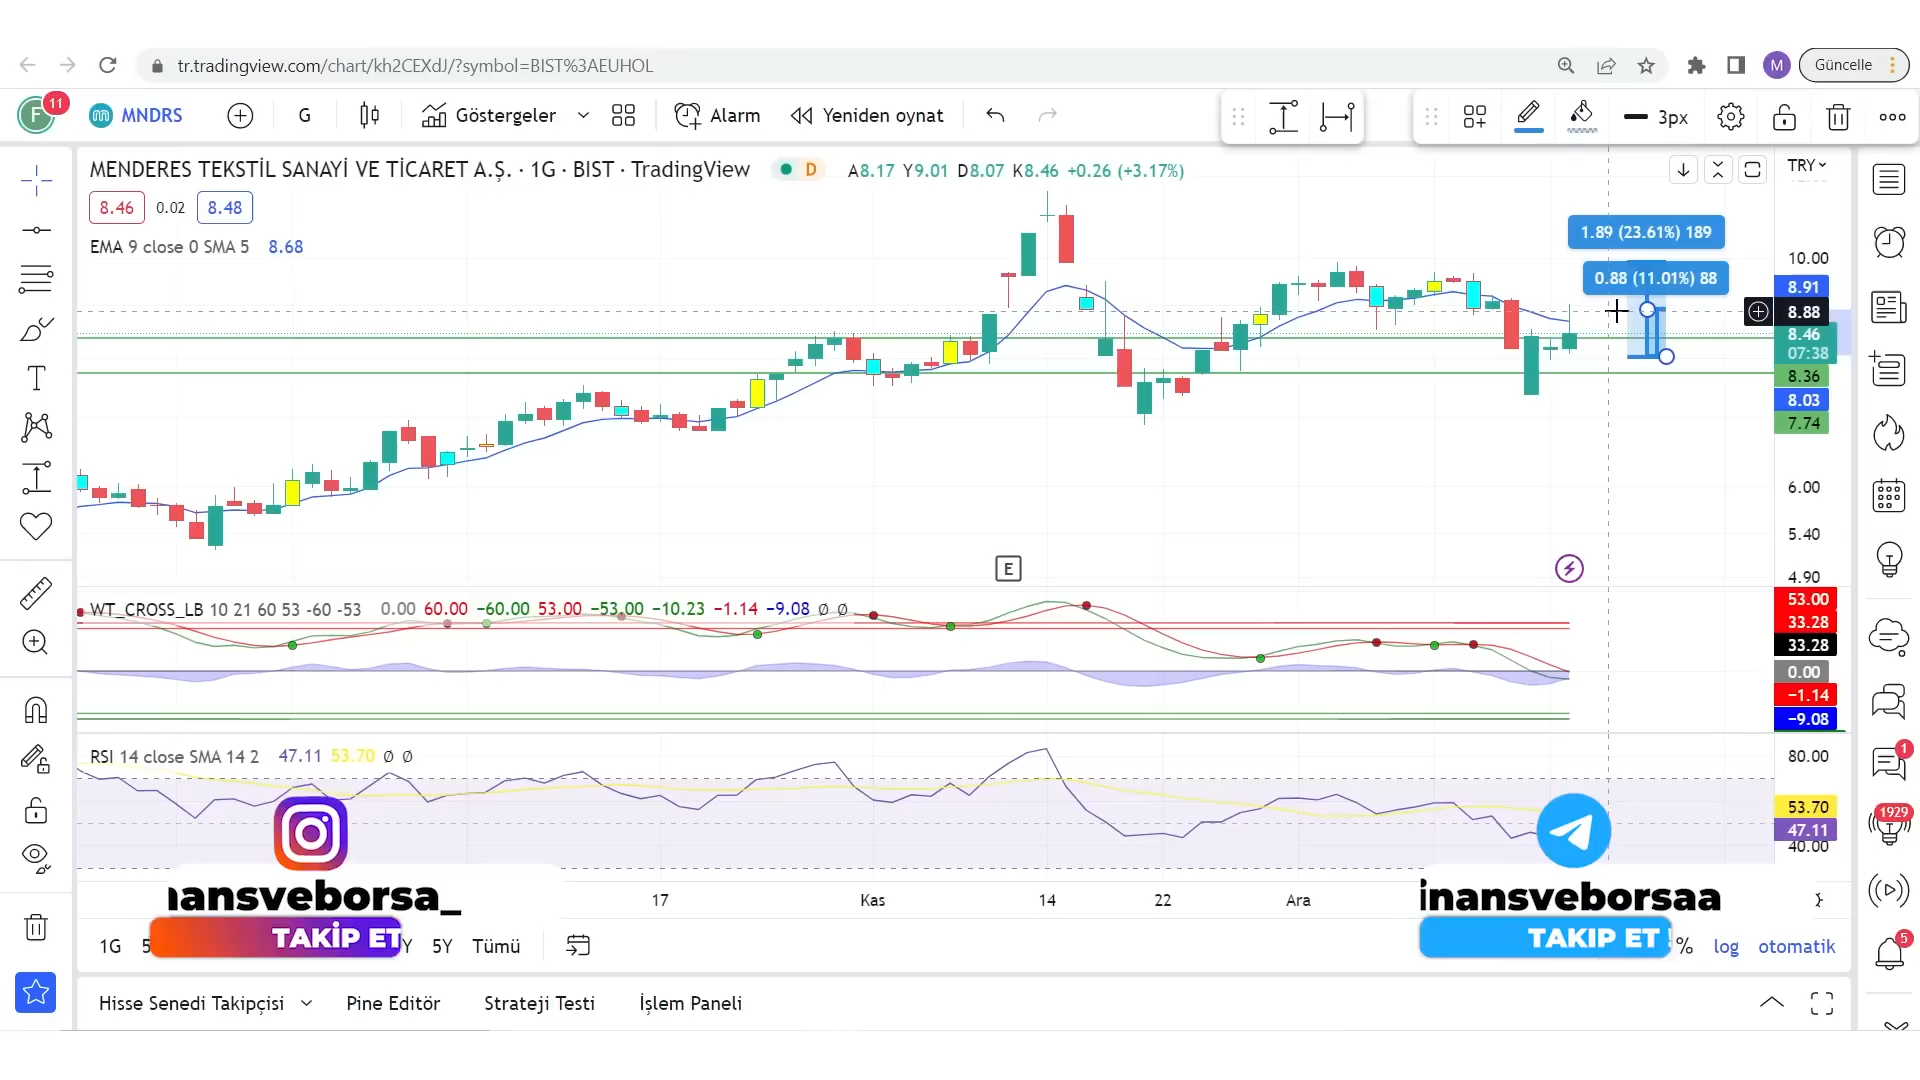 tr.tradingview.com/chart/kh2CEXdJ/?symbol=BIST%3AEUHOL
M
Güncelle
F 11
MNDRS
G
Göstergeler
Alarm
Yeniden oynat
3px
MENDERES TEKSTİL SANAYİ VE TİCARET A.Ş. · 1G · BIST · TradingView
D
A8.17 Y9.01 D8.07 K8.46 +0.26 (+3.17%)
TRY
8.46 0.02 8.48
EMA 9 close 0 SMA 5 8.68
1.89 (23.61%) 189
0.88 (11.01%) 88
10.00
8.91
8.88
8.46
07:38
8.36
8.03
7.74
6.00
5.40
4.90
E
WT_CROSS_LB 10 21 60 53 -60 -53 0.00 60.00 −60.00 53.00 −53.00 −10.23 −1.14 −9.08 Ø Ø
53.00
33.28
33.28
0.00
−1.14
−9.08
RSI 14 close SMA 14 2 47.11 53.70 Ø Ø
80.00
53.70
47.11
40.00
1
1929
5
17 Kas 14 22 Ara
nansveborsa_
TAKİP ET
inansveborsaa
TAKIP ET
1G 5 Y 5Y Tümü
% log otomatik
Hisse Senedi Takipçisi Pine Editör Strateji Testi İşlem Paneli